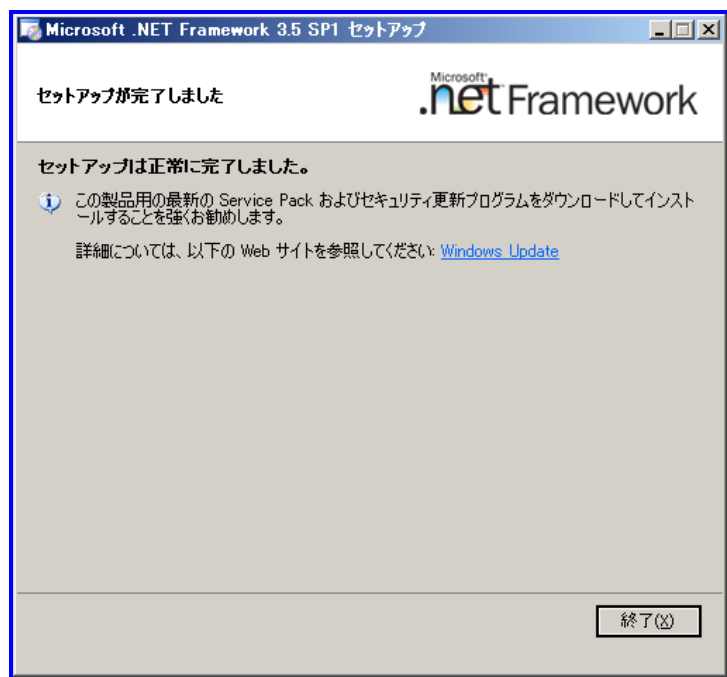 Microsoft .NET Framework 3.5 SP1 セットアップ
セットアップが完了しました
Microsoft
.net Framework
セットアップは正常に完了しました。
この製品用の最新の Service Pack およびセキュリティ更新プログラムをダウンロードしてインスト
ールすることを強くお勧めします。
詳細については、以下の Web サイトを参照してください: Windows Update
終了(X)